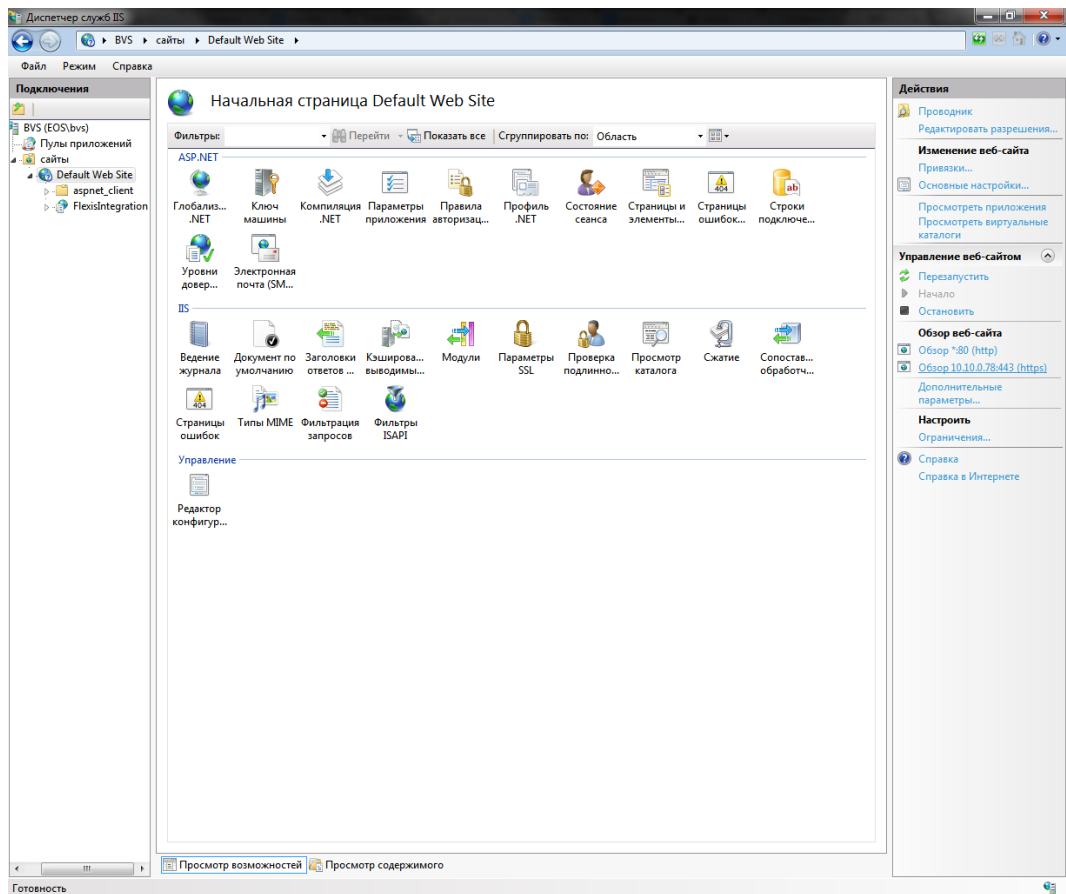 Диспетчер служб IIS
BVS сайты Default Web Site
Файл Режим Справка
Подключения
BVS (EOS\bvs)
Пулы приложений
сайты
Default Web Site
aspnet_client
FlexisIntegration
Начальная страница Default Web Site
Фильтры: Перейти Показать все Сгруппировать по: Область
ASP.NET
Глобализ... Ключ Компиляция Параметры Правила Профиль Состояние Страницы и Страницы Строки
.NET машины .NET приложения авторизац... .NET сеанса элементы... ошибок... подключе...
Уровни Электронная
довер... почта (SM...
IIS
Ведение Документ по Заголовки Кэширова... Модули Параметры Проверка Просмотр Сжатие Сопостав...
журнала умолчанию ответов ... выводимы... SSL подлинно... каталога обработч...
Страницы Типы MIME Фильтрация Фильтры
ошибок запросов ISAPI
Управление
Редактор
конфигур...
Просмотр возможностей Просмотр содержимого
Действия
Проводник
Редактировать разрешения...
Изменение веб-сайта
Привязки...
Основные настройки...
Просмотреть приложения
Просмотреть виртуальные
каталоги
Управление веб-сайтом
Перезапустить
Начало
Остановить
Обзор веб-сайта
Обзор *:80 (http)
Обзор 10.10.0.78:443 (https)
Дополнительные
параметры...
Настроить
Ограничения...
Справка
Справка в Интернете
Готовность